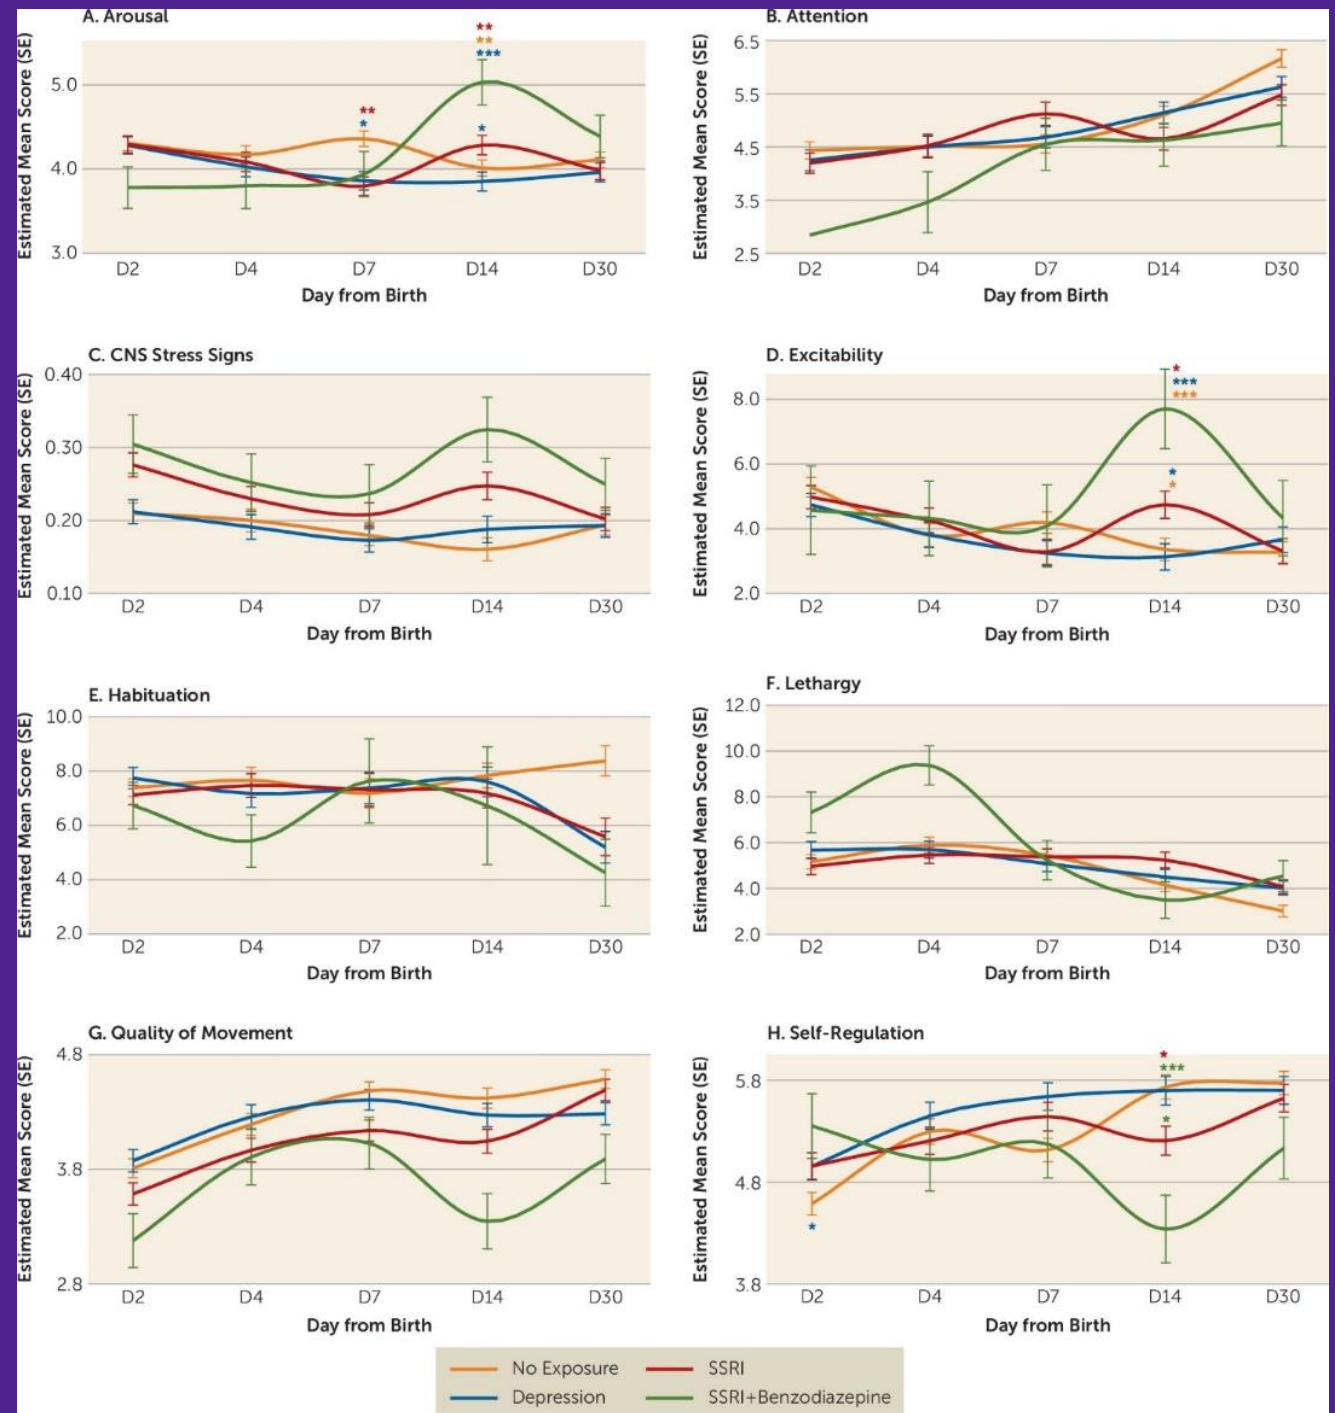 A. Arousal
Estimated Mean Score (SE)
5.0
4.0
3.0
**
**
***
**
*
*
D2 D4 D7 D14 D30
Day from Birth
B. Attention
Estimated Mean Score (SE)
6.5
5.5
4.5
3.5
2.5
D2 D4 D7 D14 D30
Day from Birth
C. CNS Stress Signs
Estimated Mean Score (SE)
0.40
0.30
0.20
0.10
D2 D4 D7 D14 D30
Day from Birth
D. Excitability
Estimated Mean Score (SE)
8.0
6.0
4.0
2.0
*
***
***
*
*
D2 D4 D7 D14 D30
Day from Birth
E. Habituation
Estimated Mean Score (SE)
10.0
8.0
6.0
4.0
2.0
D2 D4 D7 D14 D30
Day from Birth
F. Lethargy
Estimated Mean Score (SE)
12.0
10.0
8.0
6.0
4.0
2.0
D2 D4 D7 D14 D30
Day from Birth
G. Quality of Movement
Estimated Mean Score (SE)
4.8
3.8
2.8
D2 D4 D7 D14 D30
Day from Birth
H. Self-Regulation
Estimated Mean Score (SE)
5.8
4.8
3.8
*
***
*
*
D2 D4 D7 D14 D30
Day from Birth
No Exposure SSRI
Depression SSRI+Benzodiazepine